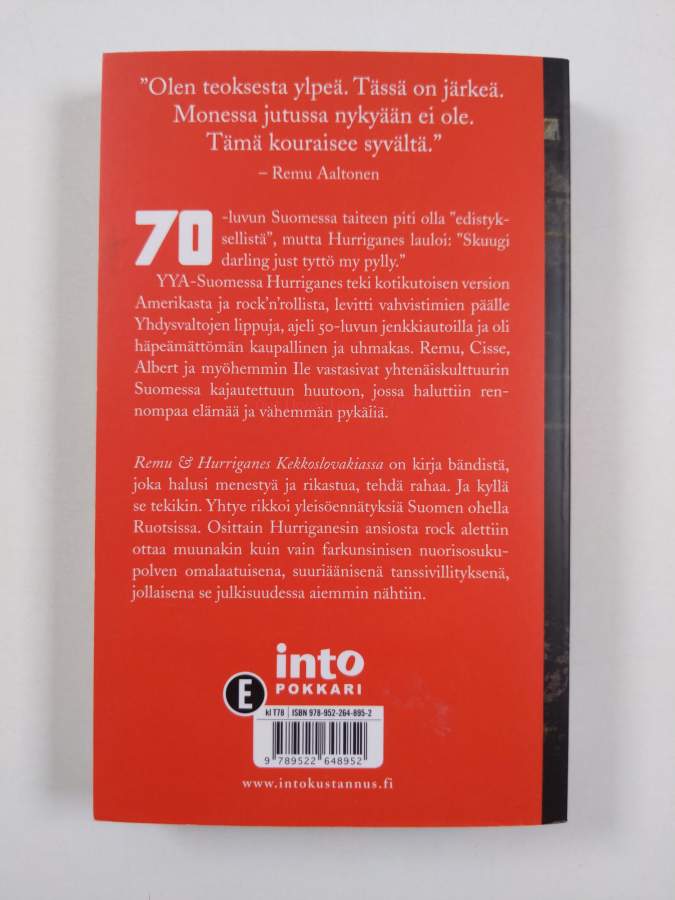 ”Olen teoksesta ylpeä. Tässä on järkeä.
Monessa jutussa nykyään ei ole.
Tämä kouraisee syvältä.”
– Remu Aaltonen
70 -luvun Suomessa taiteen piti olla "edistyk-
sellistä”, mutta Hurriganes lauloi: "Skuugi
darling just tyttö my pylly.”
YYA-Suomessa Hurriganes teki kotikutoisen version
Amerikasta ja rock’n’rollista, levitti vahvistimien päälle
Yhdysvaltojen lippuja, ajeli 50-luvun jenkkiautoilla ja oli
häpeämättömän kaupallinen ja uhmakas. Remu, Cisse,
Albert ja myöhemmin Ile vastasivat yhtenäiskulttuurin
Suomessa kajautettuun huutoon, jossa haluttiin ren-
nompaa elämää ja vähemmän pykäliä.
Remu & Hurriganes Kekkoslovakiassa on kirja bändistä,
joka halusi menestyä ja rikastua, tehdä rahaa. Ja kyllä
se tekikin. Yhtye rikkoi yleisöennätyksiä Suomen ohella
Ruotsissa. Osittain Hurriganesin ansiosta rock alettiin
ottaa muunakin kuin vain farkunsinisen nuorisosuku-
polven omalaatuisena, suuriäänisenä tanssivillityksenä,
jollaisena se julkisuudessa aiemmin nähtiin.
into
POKKARI
E
kl T78 ISBN 978-952-264-895-2
9 789522 648952
www.intokustannus.fi